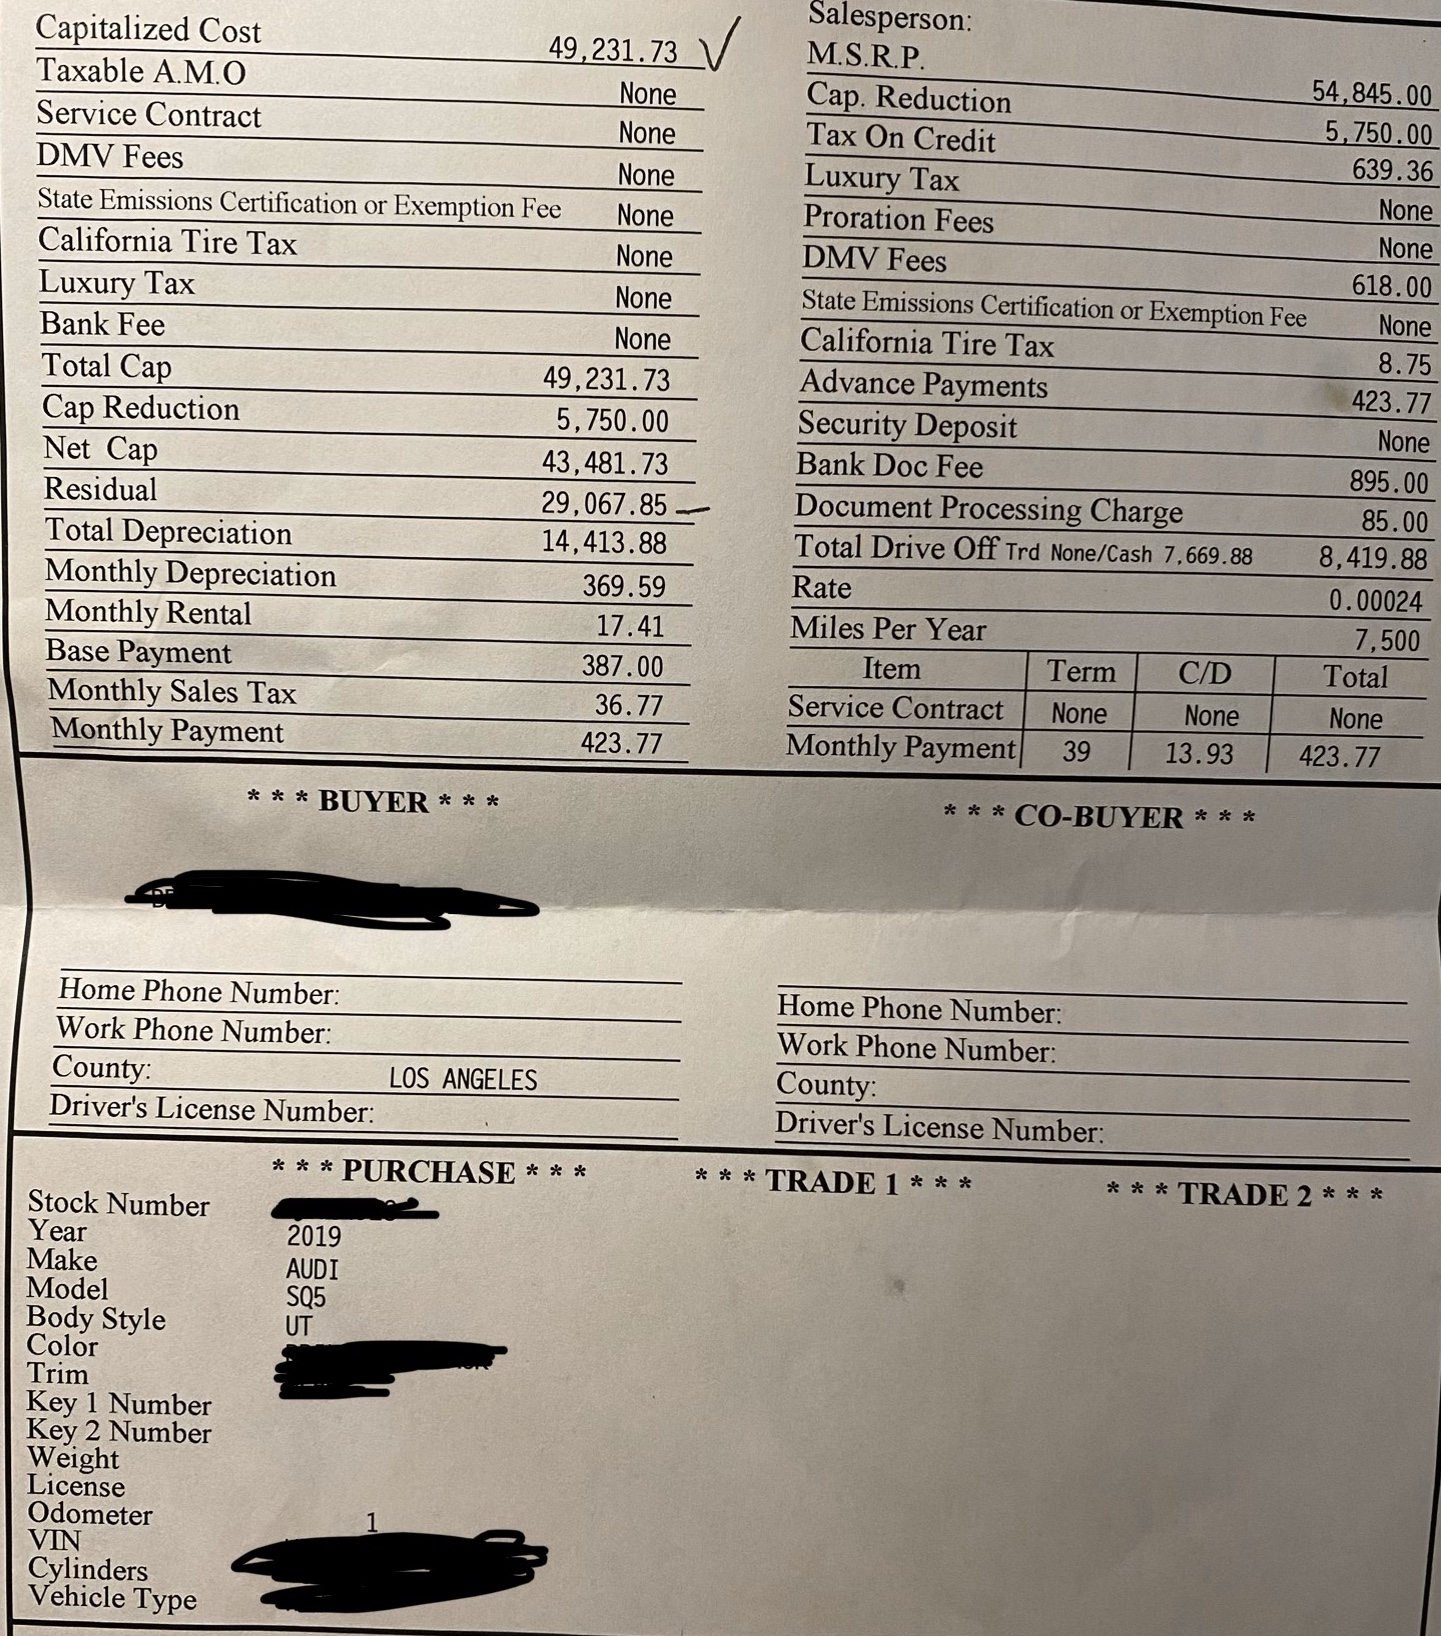 Capitalized Cost 49,231.73
Taxable A.M.O None
Service Contract None
DMV Fees None
State Emissions Certification or Exemption Fee None
California Tire Tax None
Luxury Tax None
Bank Fee None
Total Cap 49,231.73
Cap Reduction 5,750.00
Net Cap 43,481.73
Residual 29,067.85
Total Depreciation 14,413.88
Monthly Depreciation 369.59
Monthly Rental 17.41
Base Payment 387.00
Monthly Sales Tax 36.77
Monthly Payment 423.77
Salesperson:
M.S.R.P. 54,845.00
Cap. Reduction 5,750.00
Tax On Credit 639.36
Luxury Tax None
Proration Fees None
DMV Fees 618.00
State Emissions Certification or Exemption Fee None
California Tire Tax 8.75
Advance Payments 423.77
Security Deposit None
Bank Doc Fee 895.00
Document Processing Charge 85.00
Total Drive Off Trd None/Cash 7,669.88 8,419.88
Rate 0.00024
Miles Per Year 7,500
Item Term C/D Total
Service Contract None None None
Monthly Payment 39 13.93 423.77
* * * BUYER * * *
* * * CO-BUYER * * *
Home Phone Number:
Work Phone Number:
County: LOS ANGELES
Driver's License Number:
Home Phone Number:
Work Phone Number:
County:
Driver's License Number:
* * * PURCHASE * * * * * * TRADE 1 * * * * * * TRADE 2 * * *
Stock Number
Year 2019
Make AUDI
Model SQ5
Body Style UT
Color
Trim
Key 1 Number
Key 2 Number
Weight
License
Odometer 1
VIN
Cylinders
Vehicle Type